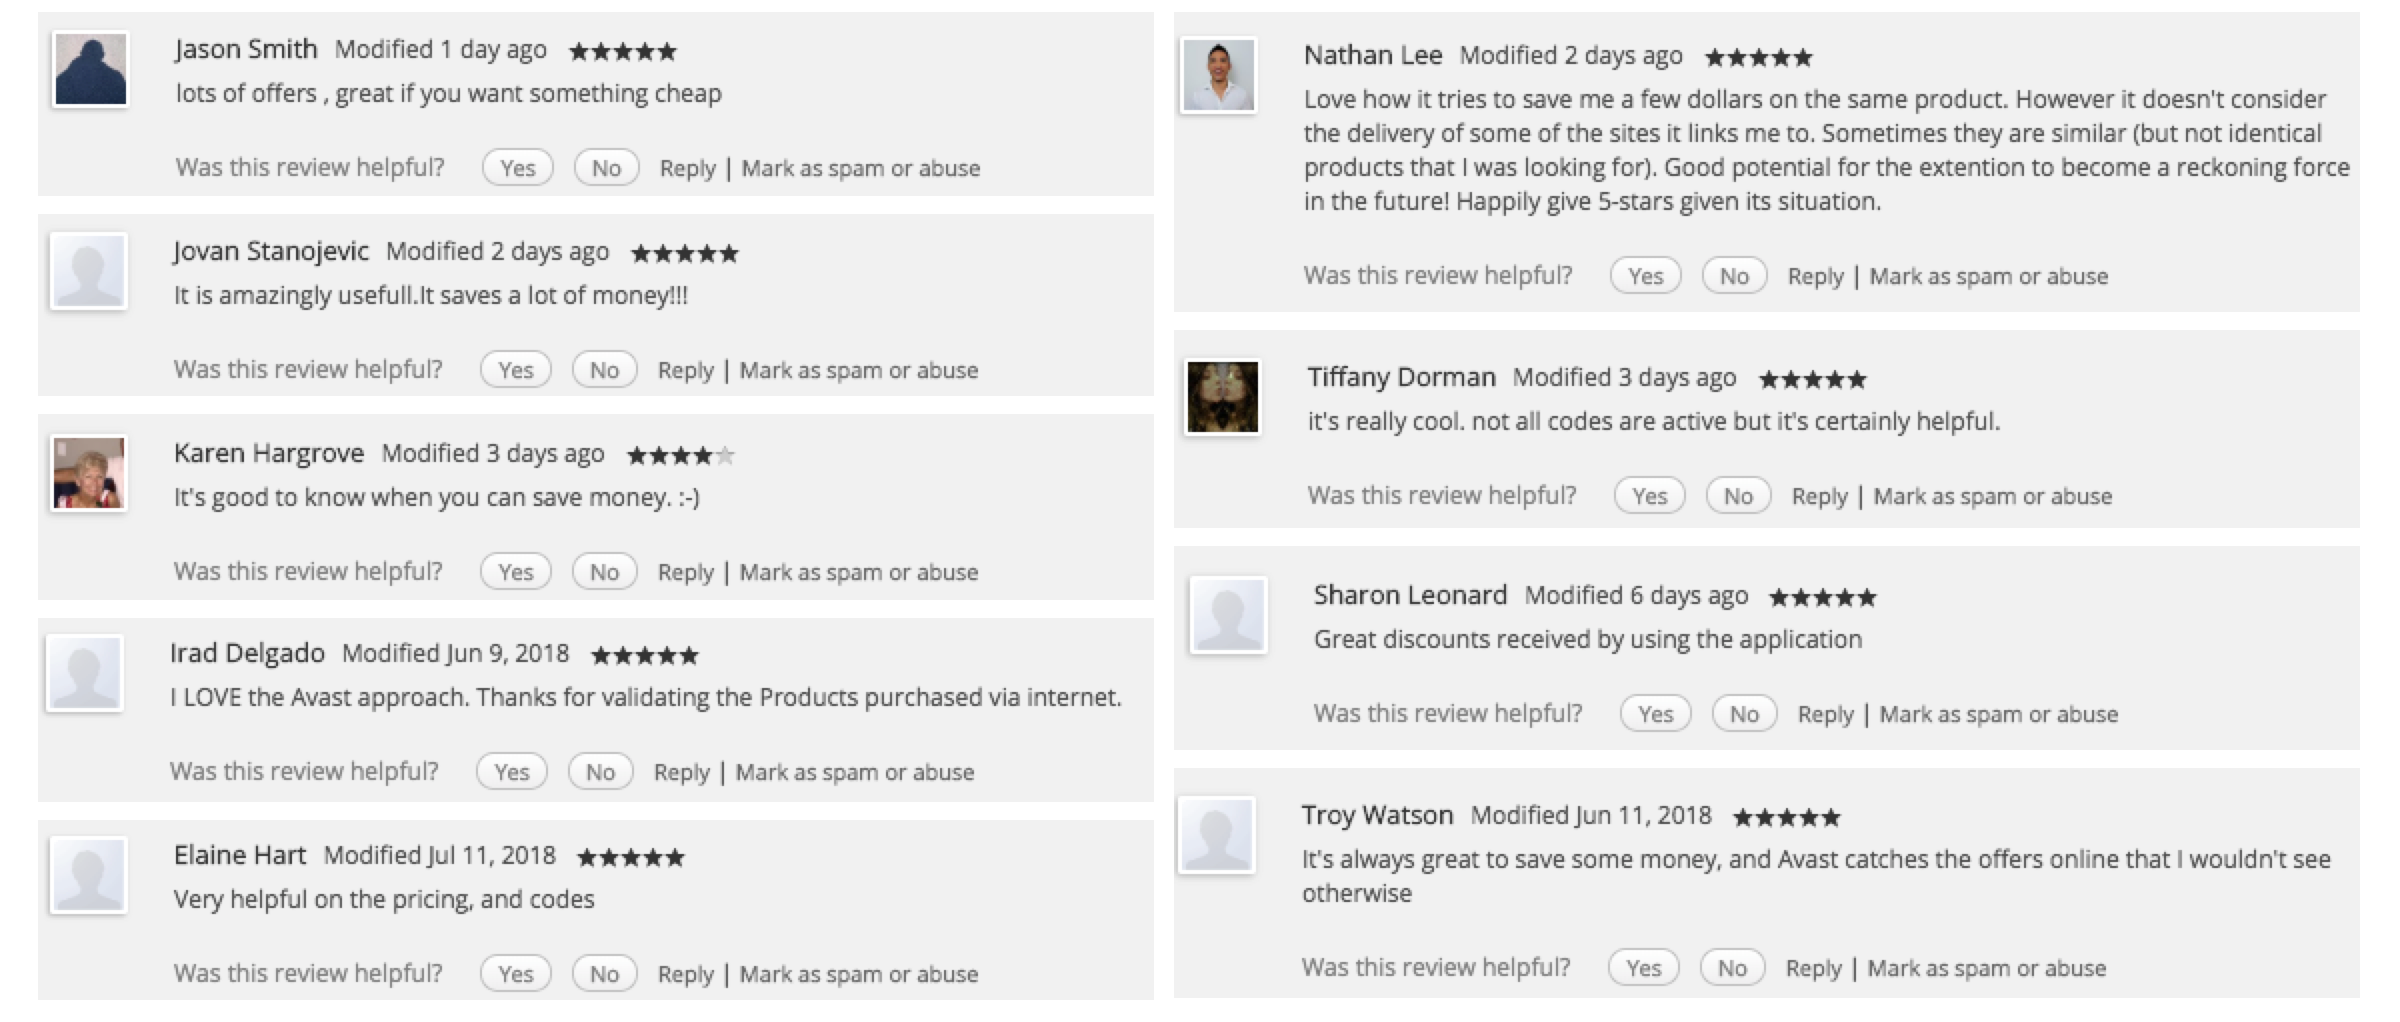 Jason Smith Modified 1 day ago ★★★★★
lots of offers , great if you want something cheap
Was this review helpful? Yes No Reply | Mark as spam or abuse
Jovan Stanojevic Modified 2 days ago ★★★★★
It is amazingly usefull.It saves a lot of money!!!
Was this review helpful? Yes No Reply | Mark as spam or abuse
Karen Hargrove Modified 3 days ago ★★★★★
It's good to know when you can save money. :-)
Was this review helpful? Yes No Reply | Mark as spam or abuse
Irad Delgado Modified Jun 9, 2018 ★★★★★
I LOVE the Avast approach. Thanks for validating the Products purchased via internet.
Was this review helpful? Yes No Reply | Mark as spam or abuse
Elaine Hart Modified Jul 11, 2018 ★★★★★
Very helpful on the pricing, and codes
Was this review helpful? Yes No Reply | Mark as spam or abuse
Nathan Lee Modified 2 days ago ★★★★★
Love how it tries to save me a few dollars on the same product. However it doesn't consider
the delivery of some of the sites it links me to. Sometimes they are similar (but not identical
products that I was looking for). Good potential for the extention to become a reckoning force
in the future! Happily give 5-stars given its situation.
Was this review helpful? Yes No Reply | Mark as spam or abuse
Tiffany Dorman Modified 3 days ago ★★★★★
it's really cool. not all codes are active but it's certainly helpful.
Was this review helpful? Yes No Reply | Mark as spam or abuse
Sharon Leonard Modified 6 days ago ★★★★★
Great discounts received by using the application
Was this review helpful? Yes No Reply | Mark as spam or abuse
Troy Watson Modified Jun 11, 2018 ★★★★★
It's always great to save some money, and Avast catches the offers online that I wouldn't see
otherwise
Was this review helpful? Yes No Reply | Mark as spam or abuse